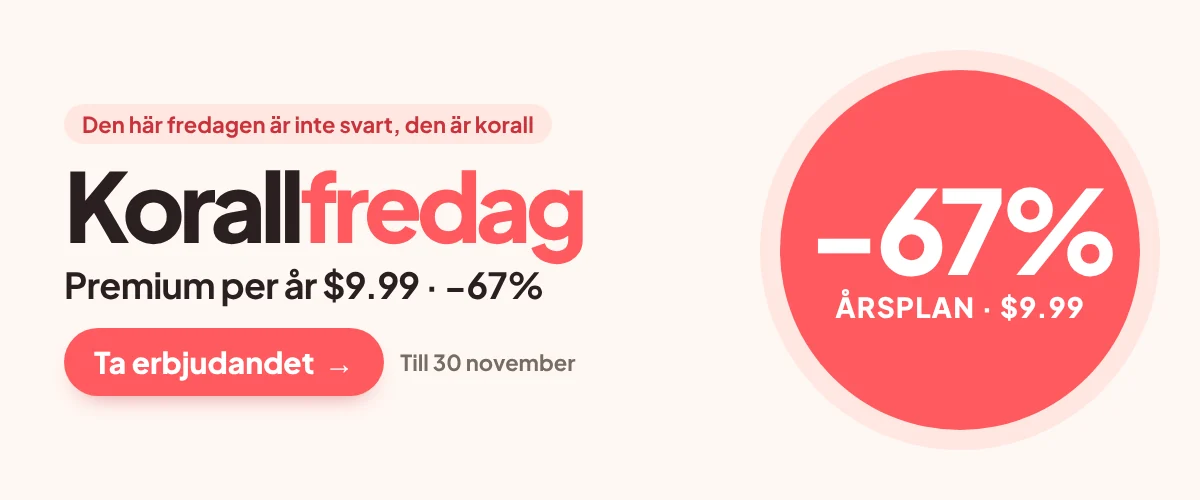 Den här fredagen är inte svart, den är korall
Korallfredag
Premium per år $9.99 · −67%
Ta erbjudandet →
Till 30 november
−67%
ÅRSPLAN · $9.99